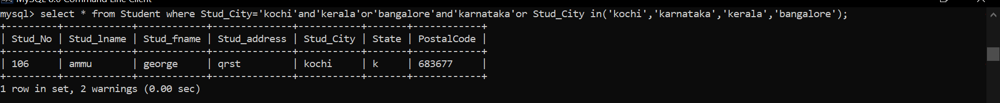 MySQL 8.0 Command Line Client
mysql> select * from Student where Stud_City='kochi'and'kerala'or'bangalore'and'karnataka'or Stud_City in('kochi','karnataka','kerala','bangalore');
+---------+------------+------------+--------------+-----------+-------+------------+
| Stud_No | Stud_lname | Stud_fname | Stud_address | Stud_City | State | PostalCode |
+---------+------------+------------+--------------+-----------+-------+------------+
| 106     | ammu       | george     | qrst         | kochi     | k     | 683677     |
+---------+------------+------------+--------------+-----------+-------+------------+
1 row in set, 2 warnings (0.00 sec)